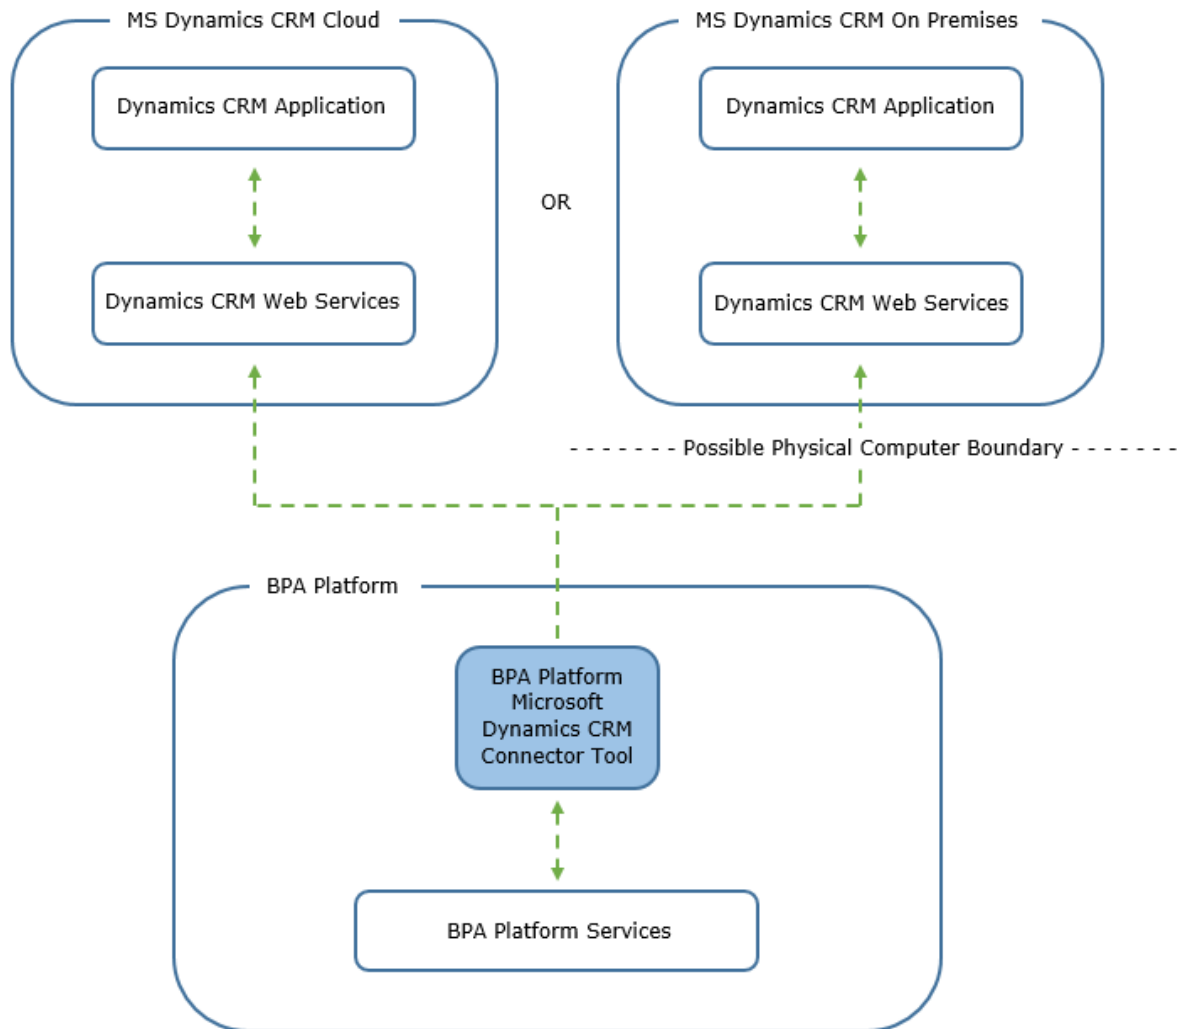 MS Dynamics CRM Cloud
MS Dynamics CRM On Premises
Dynamics CRM Application
Dynamics CRM Application
OR
Dynamics CRM Web Services
Dynamics CRM Web Services
- - - - - - - - - Possible Physical Computer Boundary - - - - - - - - -
BPA Platform
BPA Platform
Microsoft
Dynamics CRM
Connector Tool
BPA Platform Services